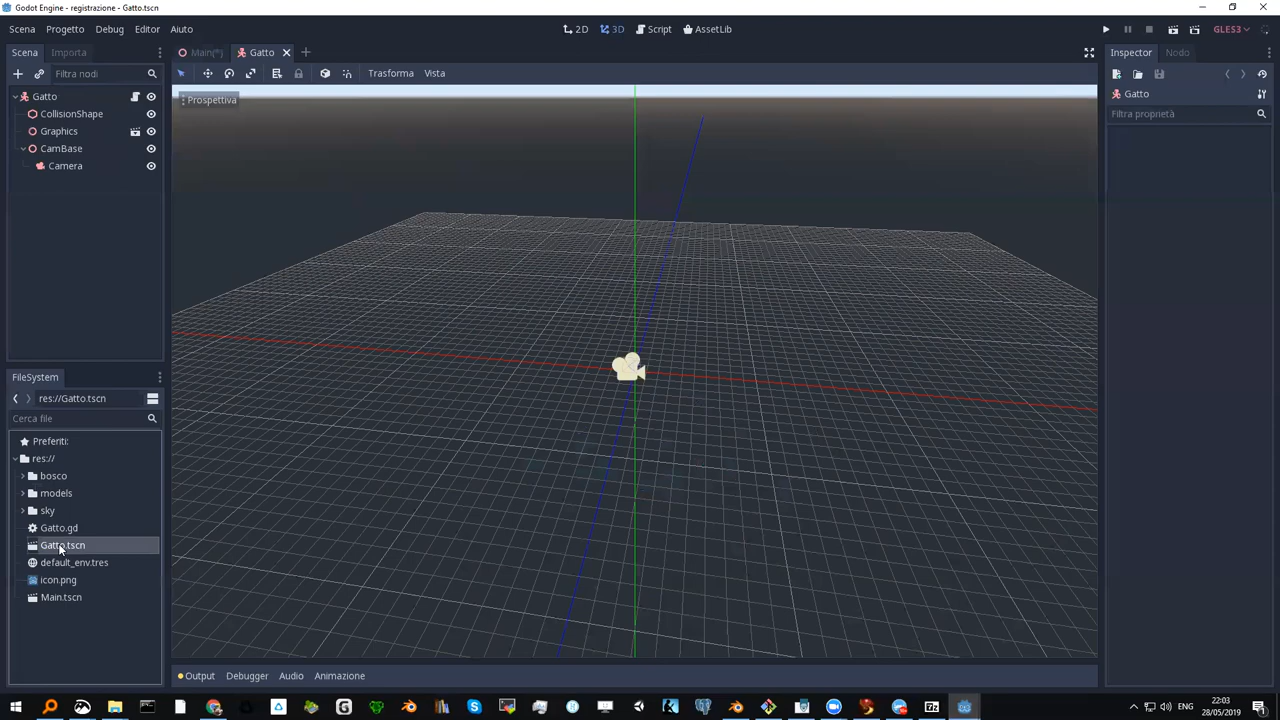 Godot Engine - registrazione - Gatto.tscn
Scena Progetto Debug Editor Aiuto
2D 3D Script AssetLib
GLES3
Scena Importa
Main(*) Gatto
Inspector Nodo
Filtra nodi
Trasforma Vista
Gatto
CollisionShape
Graphics
CamBase
Camera
Prospettiva
Gatto
Filtra proprietà
FileSystem
res://Gatto.tscn
Cerca file
Preferiti:
res://
bosco
models
sky
Gatto.gd
Gatto.tscn
default_env.tres
icon.png
Main.tscn
Output Debugger Audio Animazione
ENG
22:03
28/05/2019